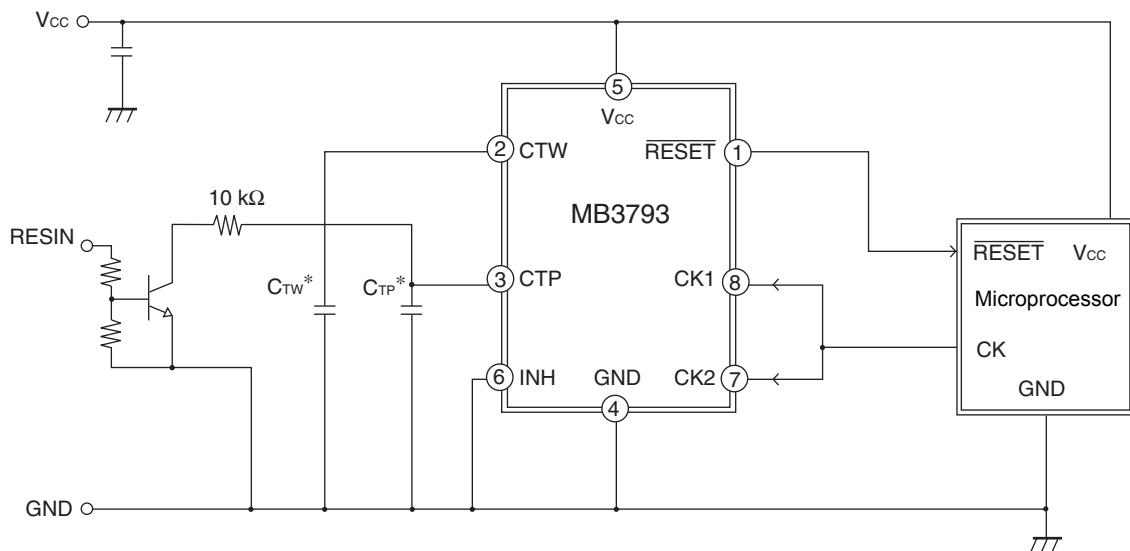 VCC
5
VCC
2 CTW
RESET 1
10 kΩ
MB3793
RESIN
RESET VCC
CTW*
CTP*
3 CTP
CK1 8
Microprocessor
CK
6 INH
GND
CK2 7
GND
4
GND